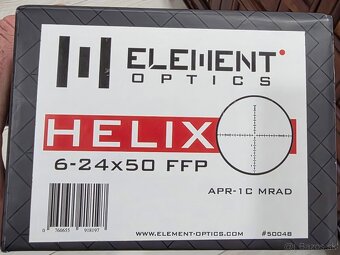 ELEMENT
OPTICS
HELIX
6-24x50 FFP
APR-1C MRAD
WWW.ELEMENT-OPTICS.COM
#50048